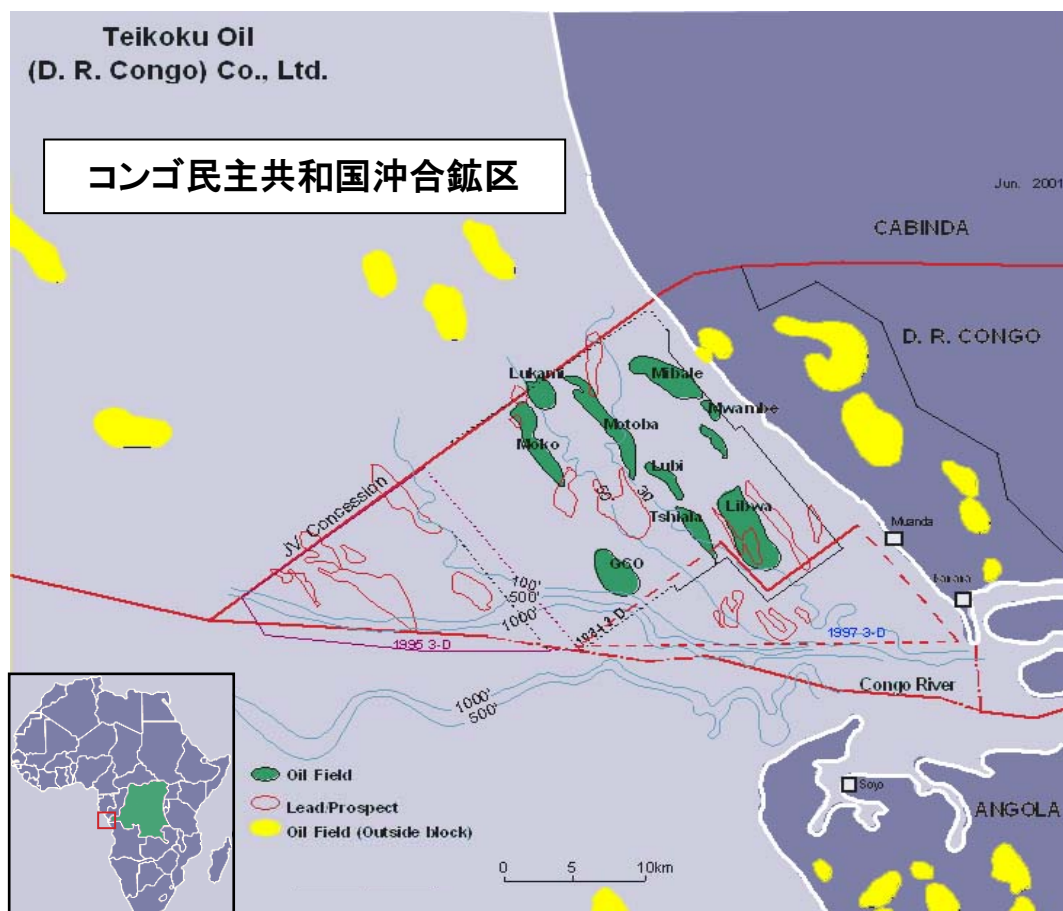 Teikoku Oil
(D. R. Congo) Co., Ltd.
コンゴ民主共和国沖合鉱区
Jun. 2001
CABINDA
D. R. CONGO
Lukami
Mibale
Mwambe
Motoba
Moko
Lubi
30
50
Libwa
Tshiala
JV. Concession
Muanda
GCO
100'
500'
1000'
1997 3-D
1995 3-D
Congo River
1000'
500'
Soyo
ANGOLA
Oil Field
Lead/Prospect
Oil Field (Outside block)
0 5 10km